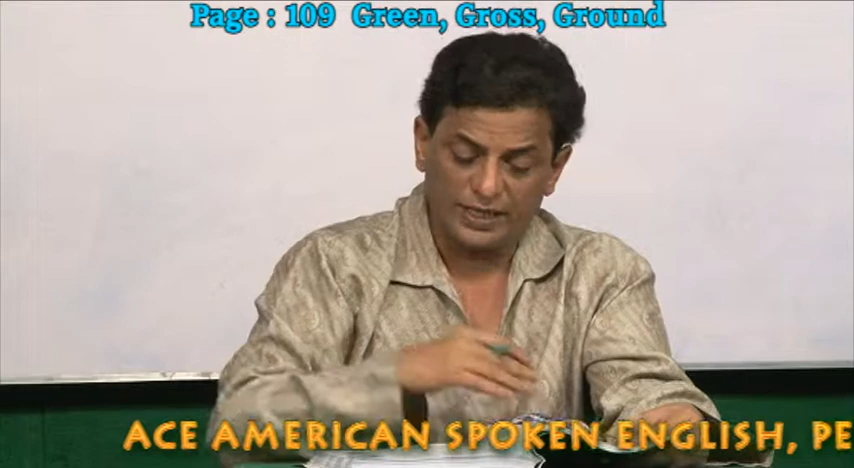 Page : 109 Green, Gross, Ground
ACE AMERICAN SPOKEN ENGLISH, PE